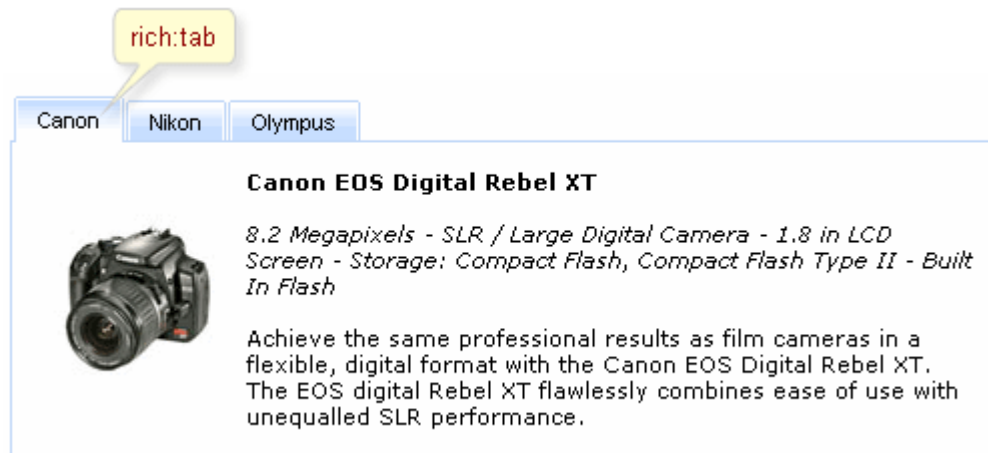 rich:tab
Canon Nikon Olympus
Canon EOS Digital Rebel XT
8.2 Megapixels - SLR / Large Digital Camera - 1.8 in LCD
Screen - Storage: Compact Flash, Compact Flash Type II - Built
In Flash
Achieve the same professional results as film cameras in a
flexible, digital format with the Canon EOS Digital Rebel XT.
The EOS digital Rebel XT flawlessly combines ease of use with
unequalled SLR performance.